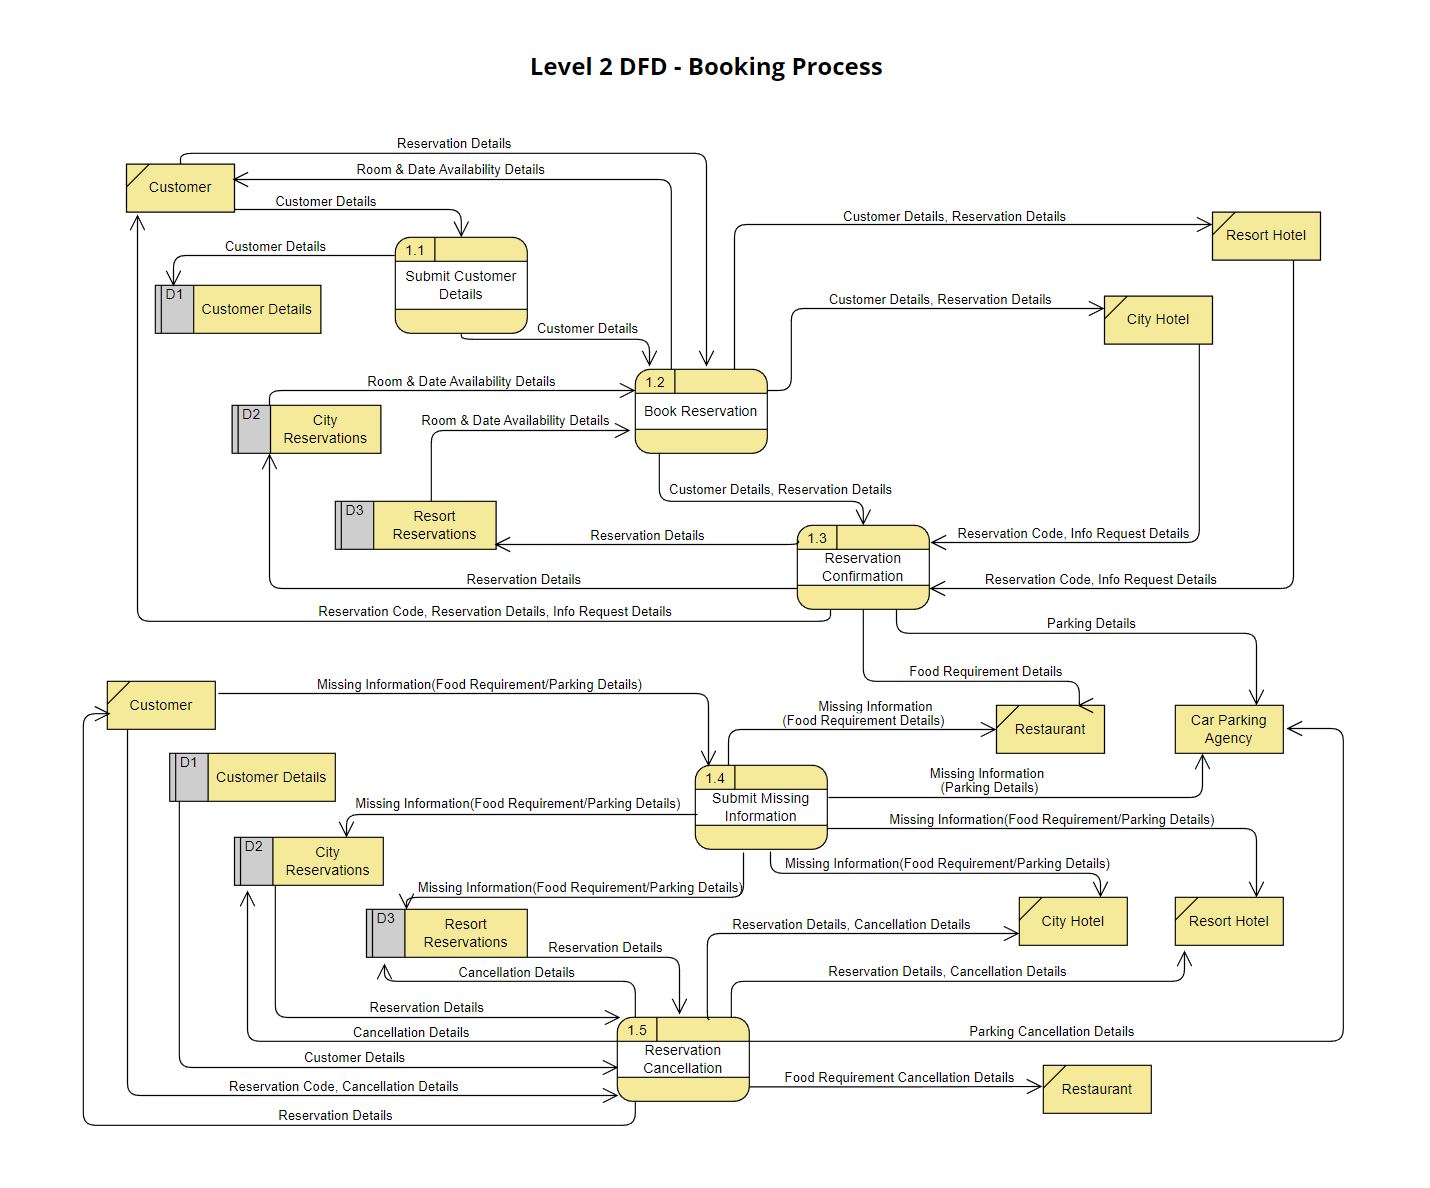 Level 2 DFD - Booking Process
Reservation Details
Room & Date Availability Details
Customer
Customer Details
Customer Details, Reservation Details
Resort Hotel
Customer Details
1.1
Submit Customer
Details
D1
Customer Details
Customer Details, Reservation Details
City Hotel
Customer Details
Room & Date Availability Details
1.2
Book Reservation
D2
City
Reservations
Room & Date Availability Details
Customer Details, Reservation Details
D3
Resort
Reservations
Reservation Details
1.3
Reservation
Confirmation
Reservation Code, Info Request Details
Reservation Details
Reservation Code, Info Request Details
Reservation Code, Reservation Details, Info Request Details
Parking Details
Food Requirement Details
Missing Information(Food Requirement/Parking Details)
Customer
Missing Information
(Food Requirement Details)
Restaurant
Car Parking
Agency
D1
Customer Details
1.4
Submit Missing
Information
Missing Information
(Parking Details)
Missing Information(Food Requirement/Parking Details)
Missing Information(Food Requirement/Parking Details)
D2
City
Reservations
Missing Information(Food Requirement/Parking Details)
Missing Information(Food Requirement/Parking Details)
D3
Resort
Reservations
Reservation Details, Cancellation Details
City Hotel
Resort Hotel
Reservation Details
Cancellation Details
Reservation Details, Cancellation Details
Reservation Details
Cancellation Details
1.5
Reservation
Cancellation
Parking Cancellation Details
Customer Details
Food Requirement Cancellation Details
Restaurant
Reservation Code, Cancellation Details
Reservation Details